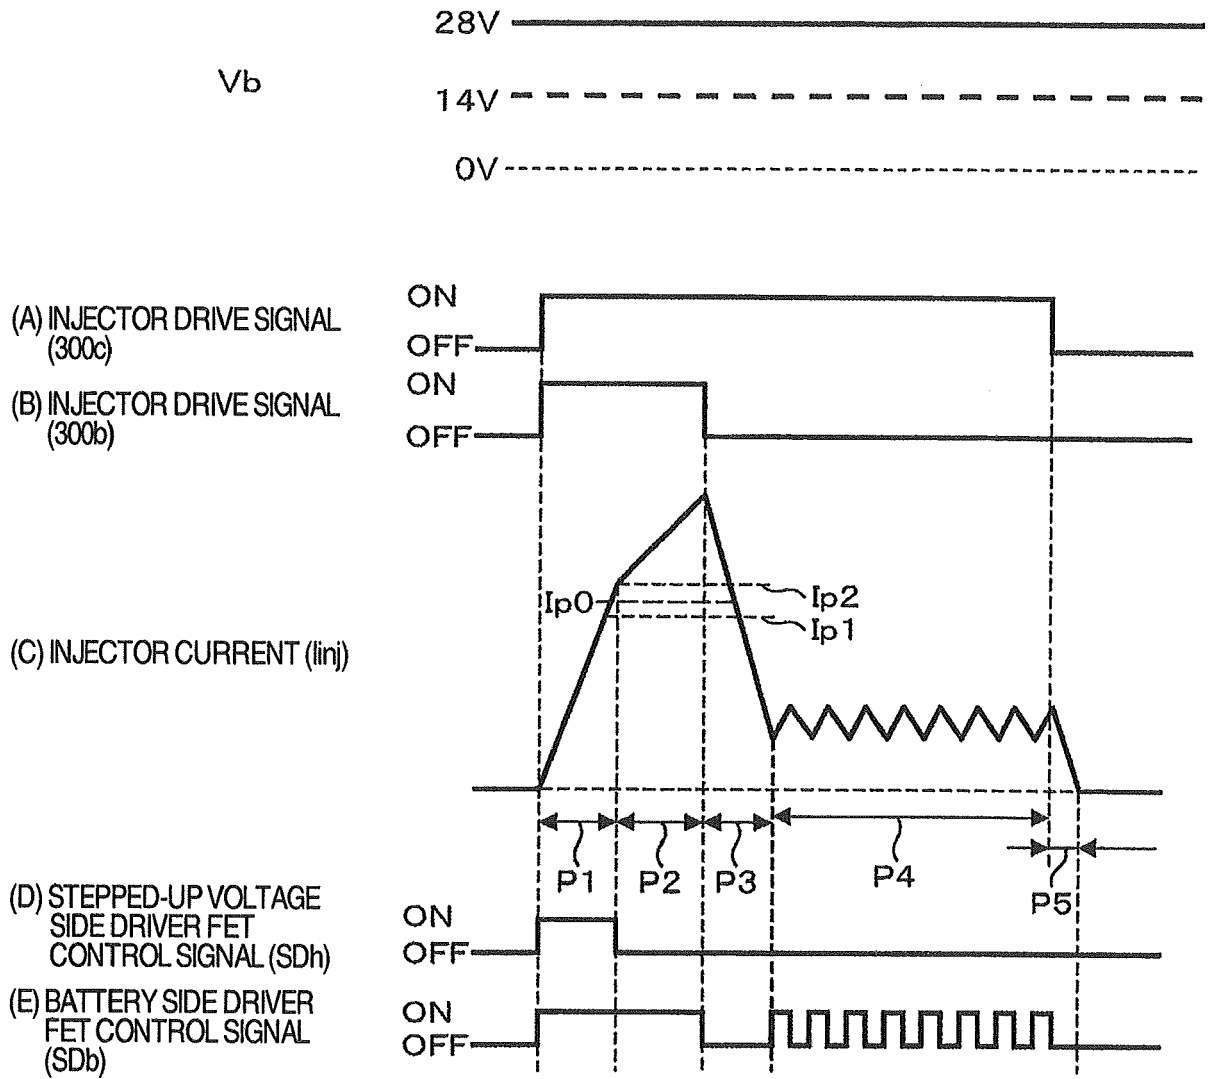 28V
Vb
14V
0V
(A) INJECTOR DRIVE SIGNAL
(300c)
ON
OFF
(B) INJECTOR DRIVE SIGNAL
(300b)
ON
OFF
Ip0
Ip2
Ip1
(C) INJECTOR CURRENT (Iinj)
P1
P2
P3
P4
P5
(D) STEPPED-UP VOLTAGE
SIDE DRIVER FET
CONTROL SIGNAL (SDh)
ON
OFF
(E) BATTERY SIDE DRIVER
FET CONTROL SIGNAL
(SDb)
ON
OFF